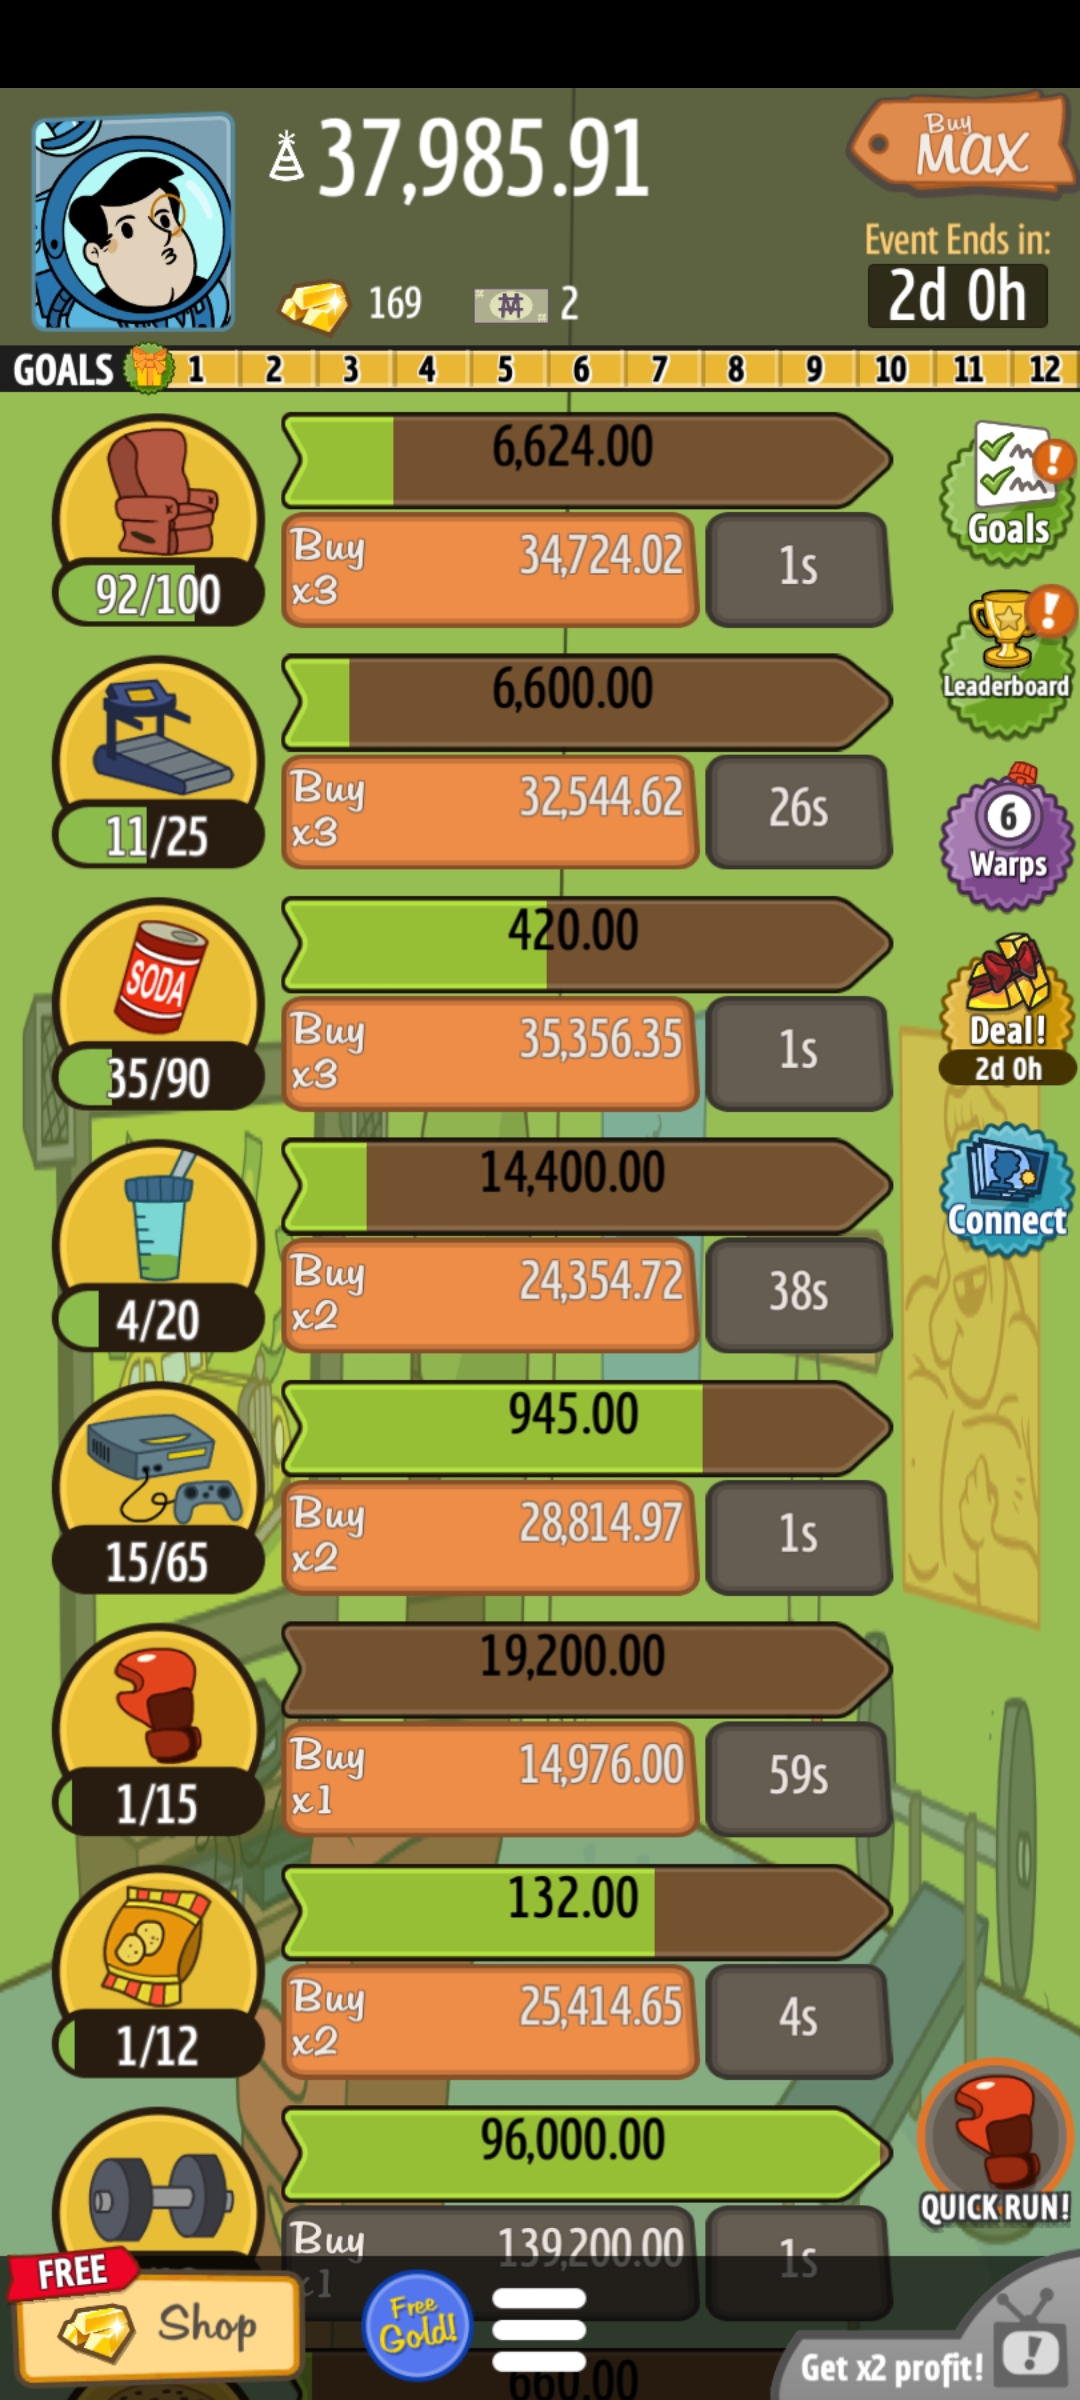 37,985.91
Buy
MAX
Event Ends in:
2d 0h
169
2
GOALS 1 2 3 4 5 6 7 8 9 10 11 12
6,624.00
92/100
Buy
x3
34,724.02
1s
Goals
6,600.00
11/25
Buy
x3
32,544.62
26s
Leaderboard
6
Warps
SODA
35/90
420.00
Buy
x3
35,356.35
1s
Deal!
2d 0h
14,400.00
4/20
Buy
x2
24,354.72
38s
Connect
945.00
15/65
Buy
x2
28,814.97
1s
19,200.00
1/15
Buy
x1
14,976.00
59s
132.00
1/12
Buy
x2
25,414.65
4s
96,000.00
Buy
x1
139,200.00
1s
QUICK RUN!
FREE
Shop
Free
Gold!
660.00
Get x2 profit!